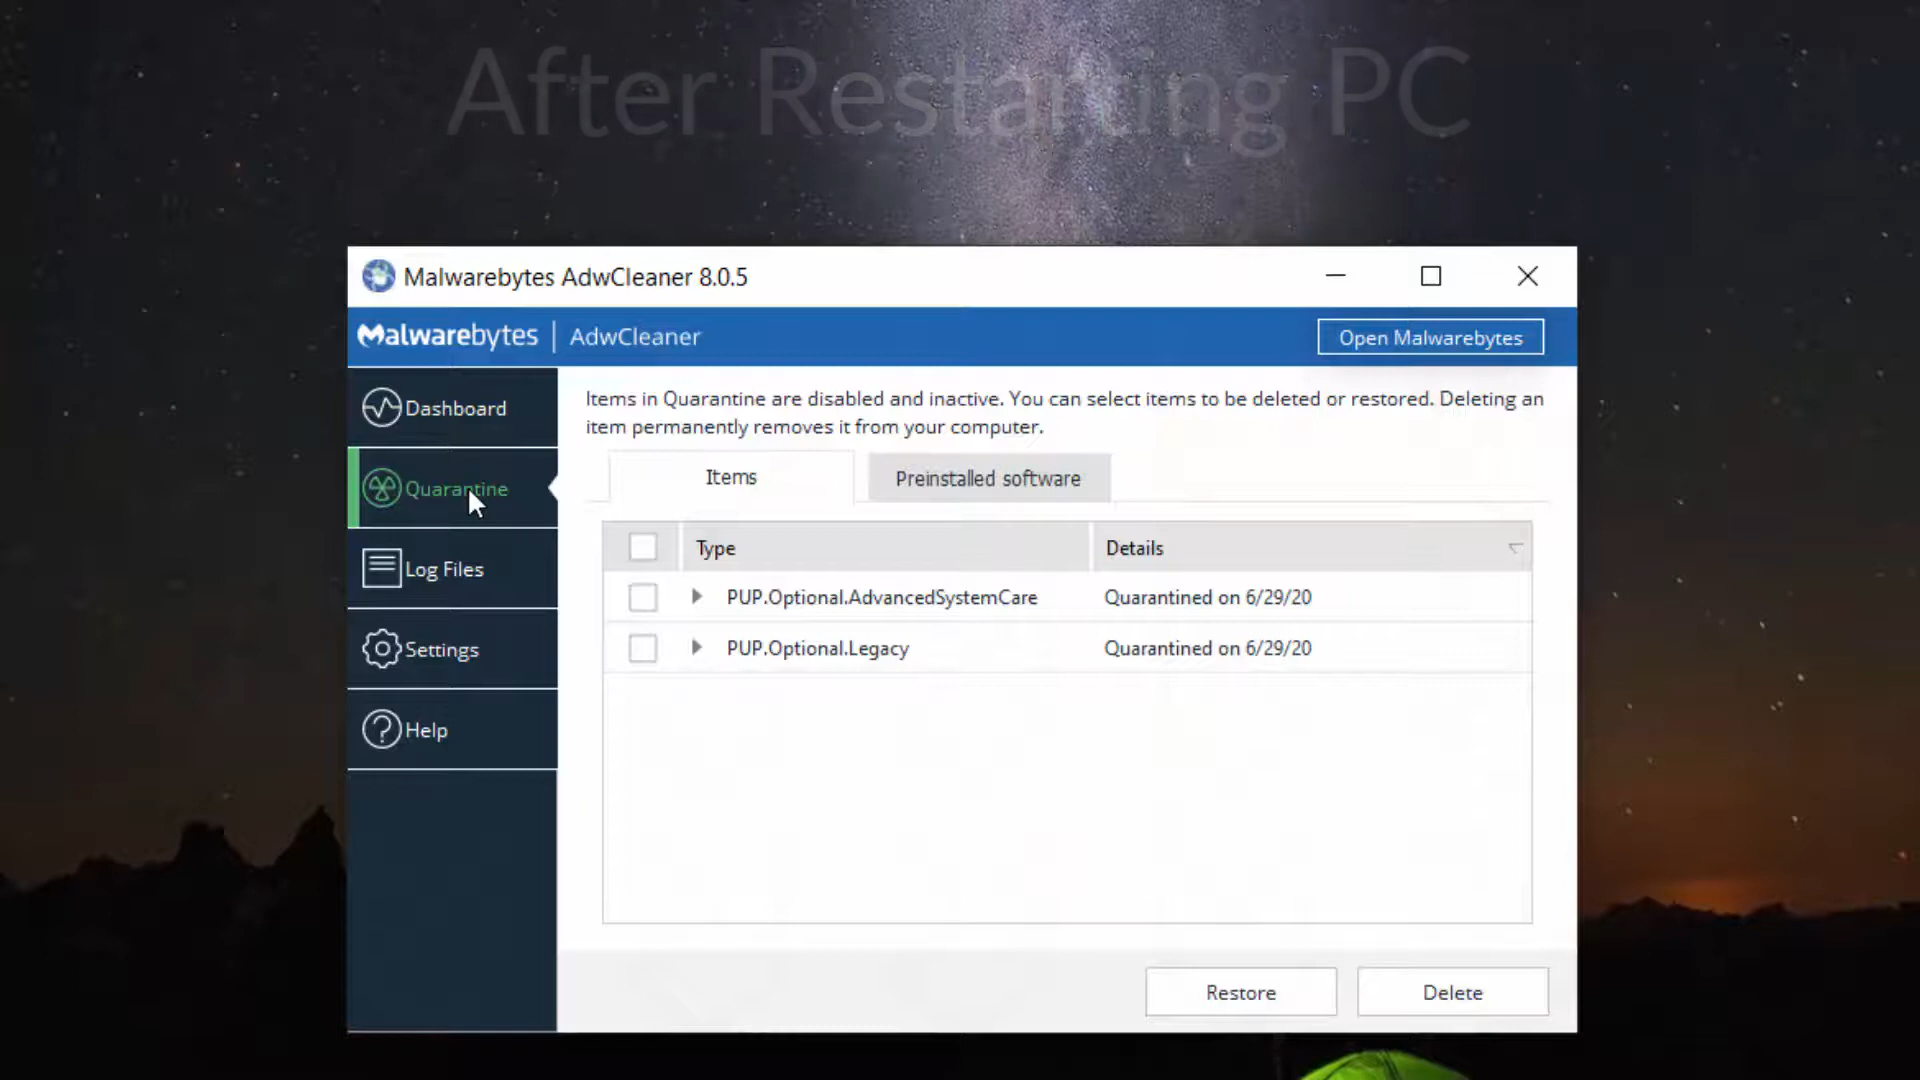 After Restarting PC
Malwarebytes AdwCleaner 8.0.5
Malwarebytes | AdwCleaner
Open Malwarebytes
Dashboard
Quarantine
Log Files
Settings
Help
Items in Quarantine are disabled and inactive. You can select items to be deleted or restored. Deleting an
item permanently removes it from your computer.
Items
Preinstalled software
Type
Details
PUP.Optional.AdvancedSystemCare
Quarantined on 6/29/20
PUP.Optional.Legacy
Quarantined on 6/29/20
Restore
Delete